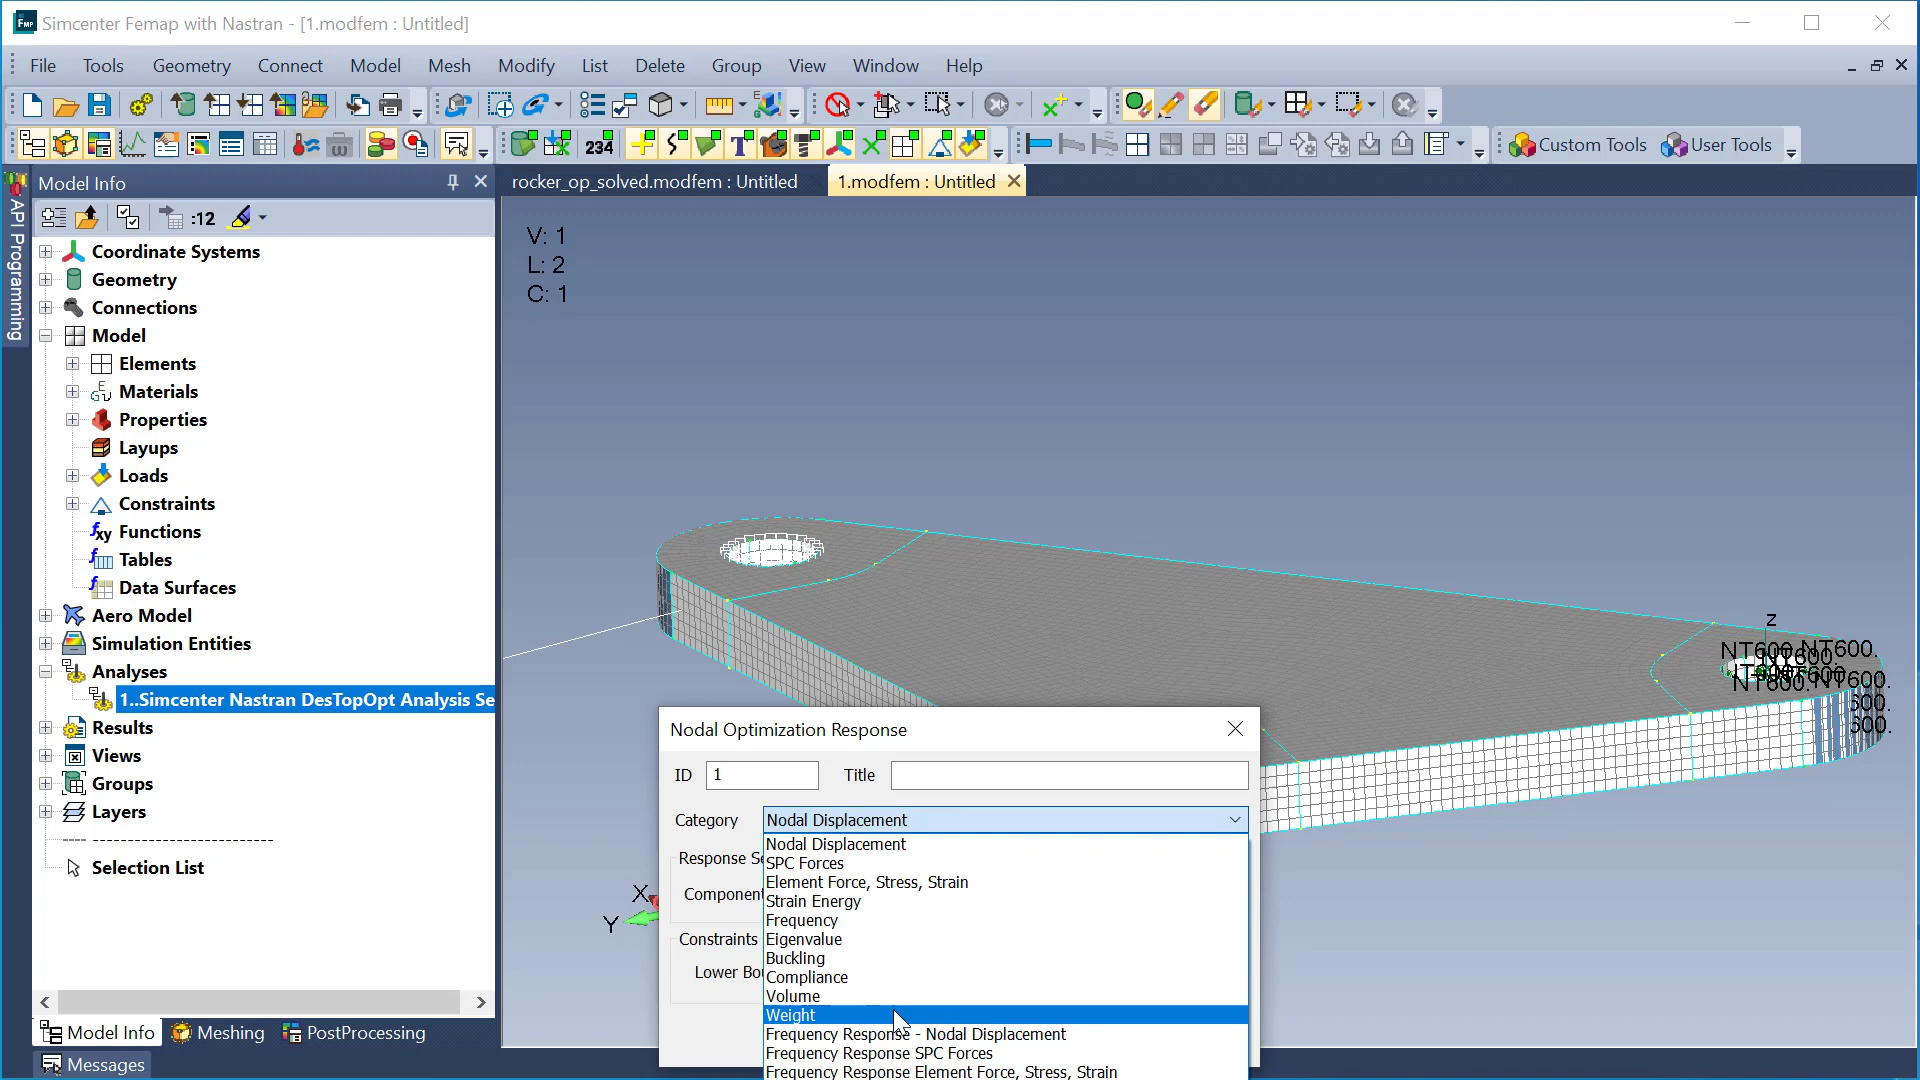 Simcenter Femap with Nastran - [1.modfem : Untitled]
File Tools Geometry Connect Model Mesh Modify List Delete Group View Window Help
234
Custom Tools User Tools
API Programming
Model Info
rocker_op_solved.modfem : Untitled 1.modfem : Untitled
:12
V: 1
L: 2
C: 1
Coordinate Systems
Geometry
Connections
Model
Elements
Materials
Properties
Layups
Loads
Constraints
Functions
Tables
Data Surfaces
Aero Model
Simulation Entities
Analyses
1..Simcenter Nastran DesTopOpt Analysis Se
Results
Views
Groups
Layers
Selection List
Z
X
Y
Nodal Optimization Response
ID 1 Title
Category Nodal Displacement
Response Se
Component
Constraints
Lower Bo
Nodal Displacement
SPC Forces
Element Force, Stress, Strain
Strain Energy
Frequency
Eigenvalue
Buckling
Compliance
Volume
Weight
Frequency Response - Nodal Displacement
Frequency Response SPC Forces
Frequency Response Element Force, Stress, Strain
Model Info Meshing PostProcessing
Messages